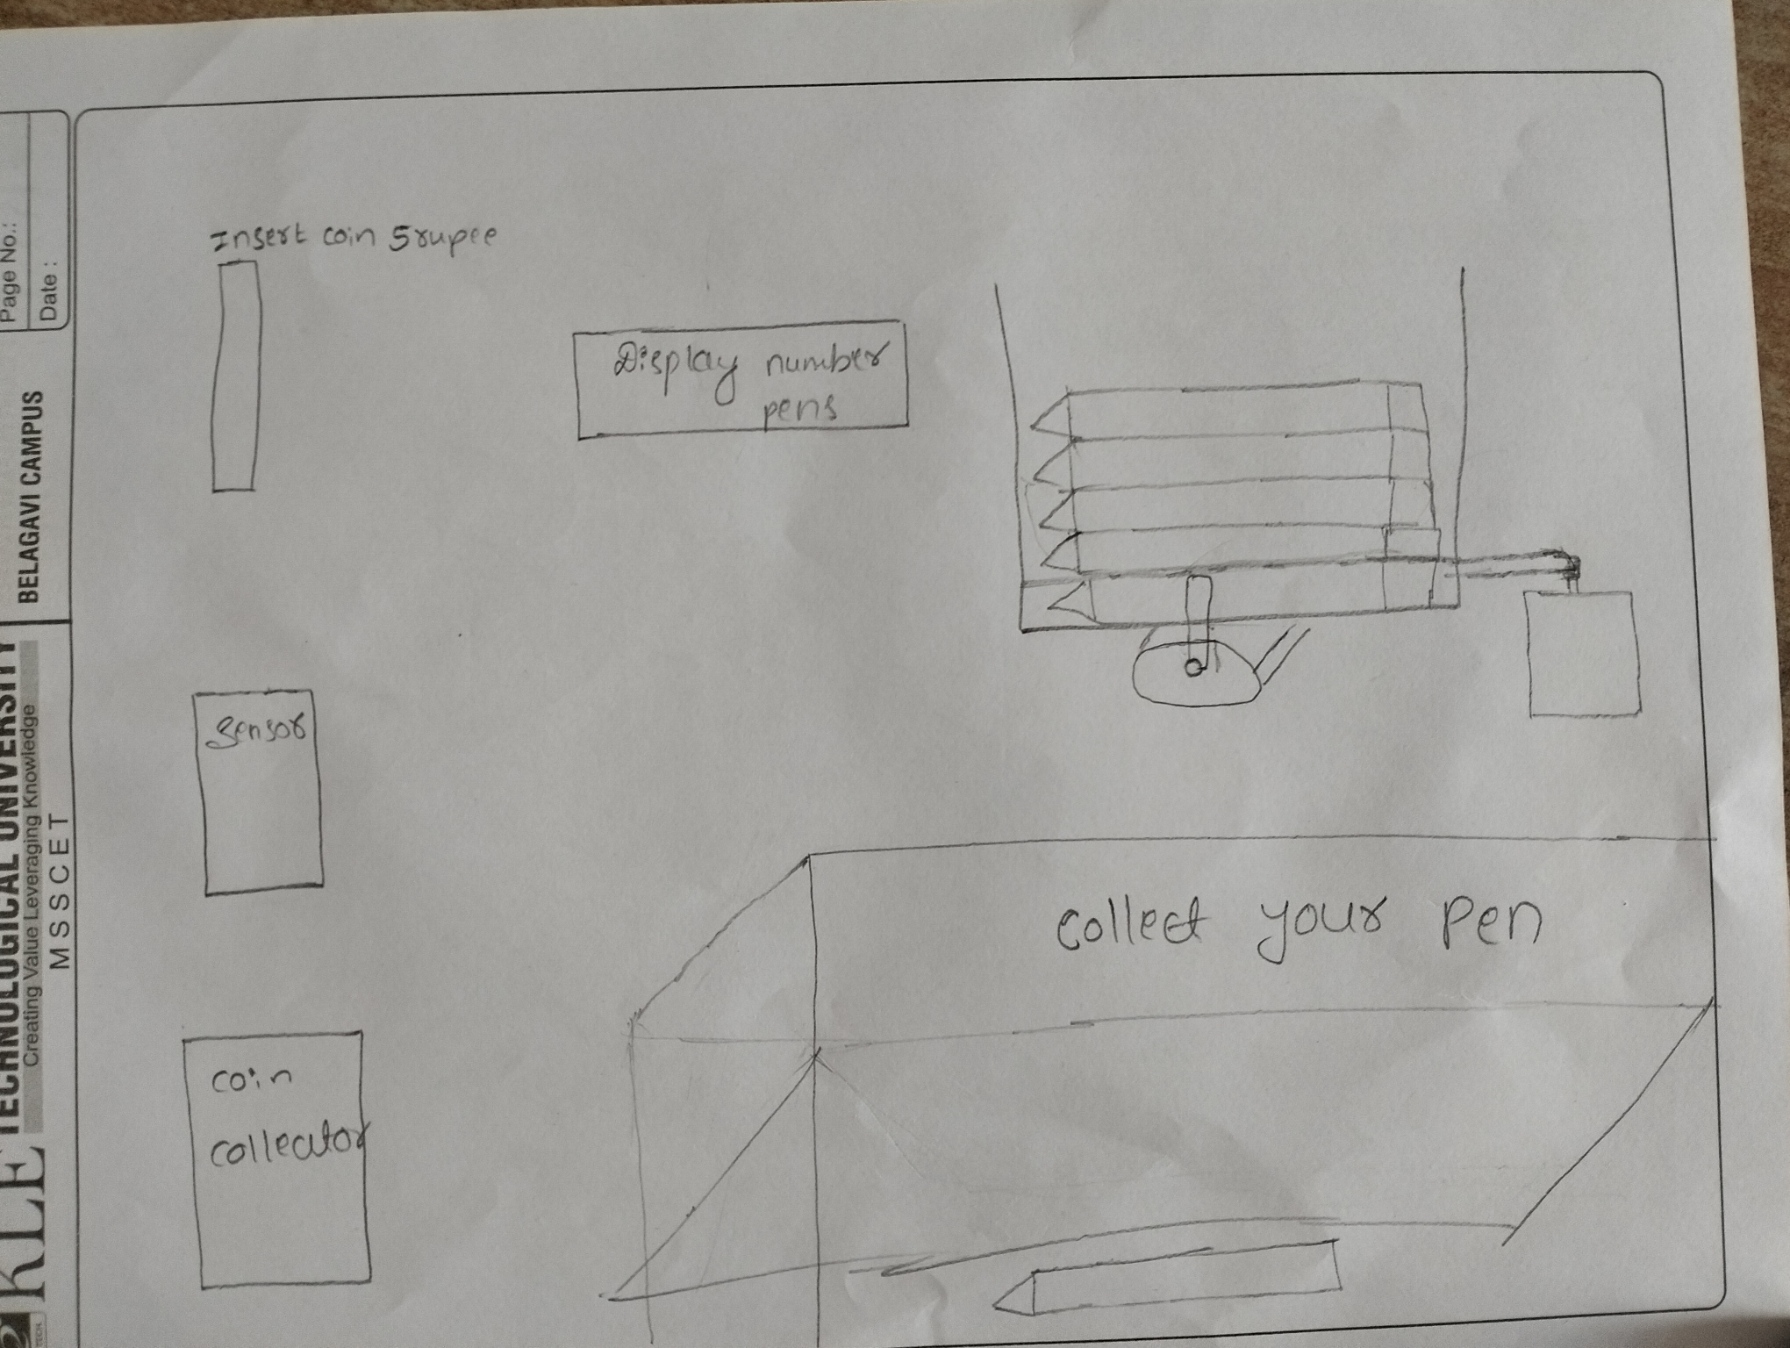 Insert coin 5rupee
Display number
pens
Sensor
coin
collector
collect your pen
Page No.:
Date :
BELAGAVI CAMPUS
KLE TECHNOLOGICAL UNIVERSITY
Creating Value Leveraging Knowledge
MSSCET
TECH